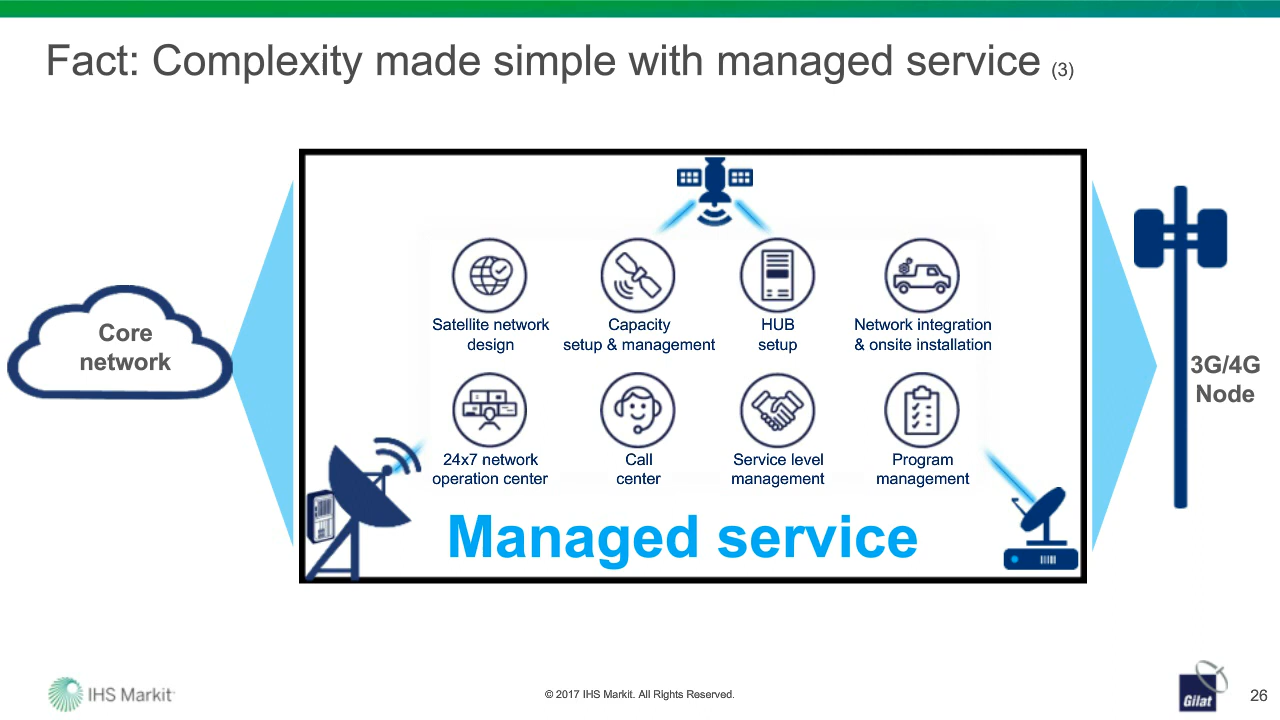 Fact: Complexity made simple with managed service (3)
Core
network
Satellite network
design
Capacity
setup & management
HUB
setup
Network integration
& onsite installation
24x7 network
operation center
Call
center
Service level
management
Program
management
Managed service
3G/4G
Node
IHS Markit
© 2017 IHS Markit. All Rights Reserved.
Gilat
26